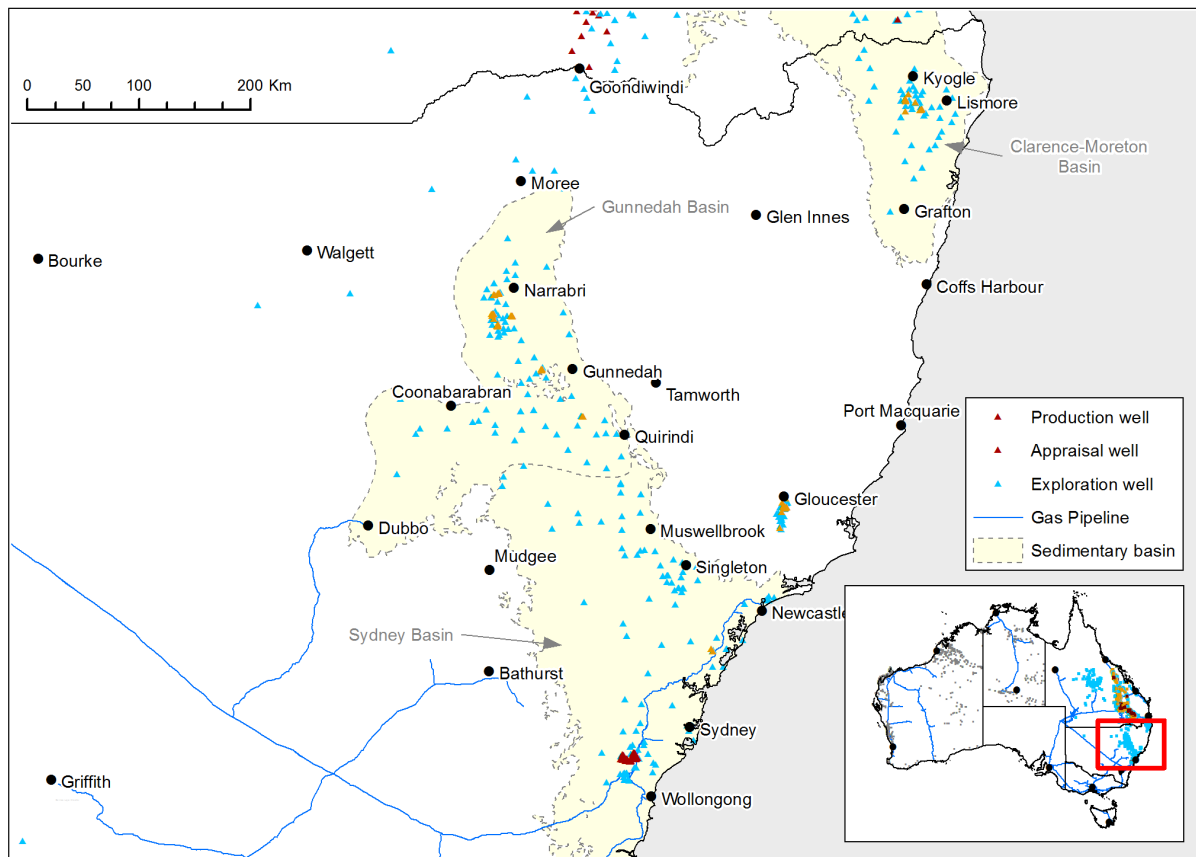 0 100 200 Km
Goondiwindi
Kyogle
Lismore
Clarence-Moreton
Basin
Moree
Gunnedah Basin
Glen Innes
Grafton
Bourke
Walgett
Narrabri
Coffs Harbour
Gunnedah
Coonabarabran
Tamworth
Port Macquarie
Quirindi
Production well
Appraisal well
Exploration well
Gas Pipeline
Sedimentary basin
Gloucester
Dubbo
Muswellbrook
Mudgee
Singleton
Newcastle
Sydney Basin
Bathurst
Sydney
Griffith
Wollongong